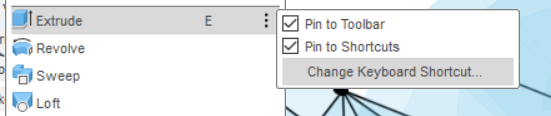 Extrude E
Revolve
Sweep
Loft
Pin to Toolbar
Pin to Shortcuts
Change Keyboard Shortcut...